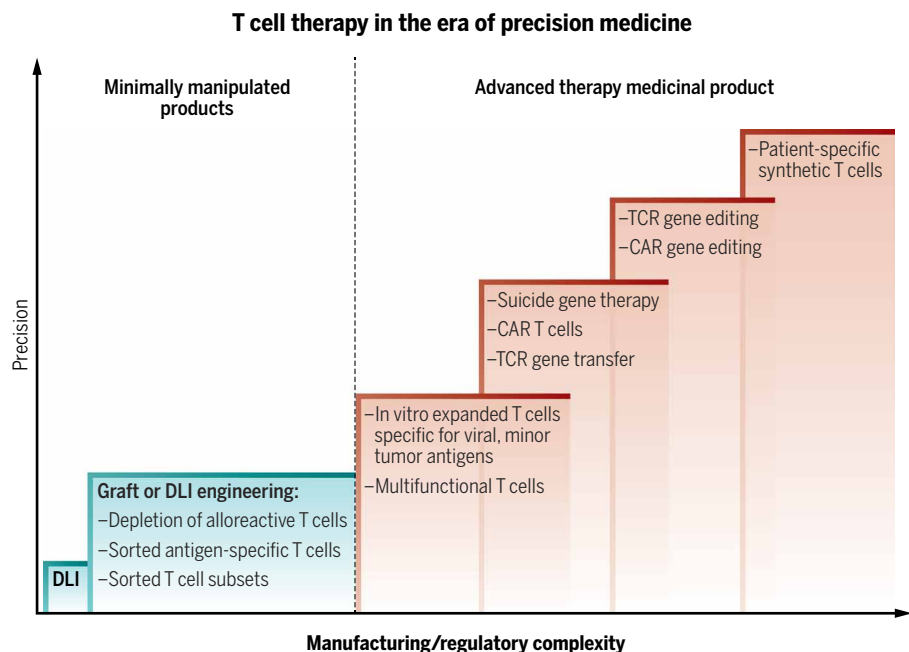 T cell therapy in the era of precision medicine
Minimally manipulated
products
Advanced therapy medicinal product
–Patient-specific
synthetic T cells
–TCR gene editing
–CAR gene editing
–Suicide gene therapy
–CAR T cells
–TCR gene transfer
Precision
–In vitro expanded T cells
specific for viral, minor
tumor antigens
–Multifunctional T cells
Graft or DLI engineering:
–Depletion of alloreactive T cells
–Sorted antigen-specific T cells
–Sorted T cell subsets
DLI
Manufacturing/regulatory complexity